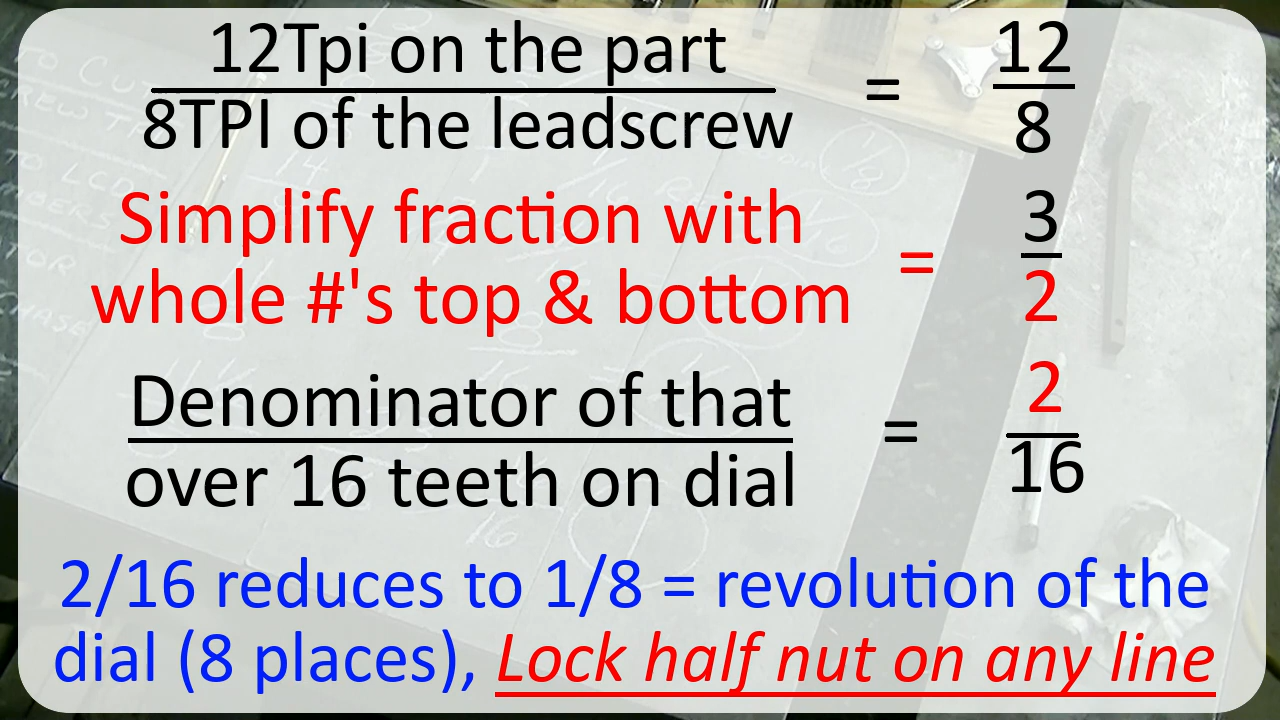 12Tpi on the part = 12
8TPI of the leadscrew 8
Simplify fraction with 3
whole #'s top & bottom = 2
Denominator of that = 2
over 16 teeth on dial 16
2/16 reduces to 1/8 = revolution of the
dial (8 places), Lock half nut on any line